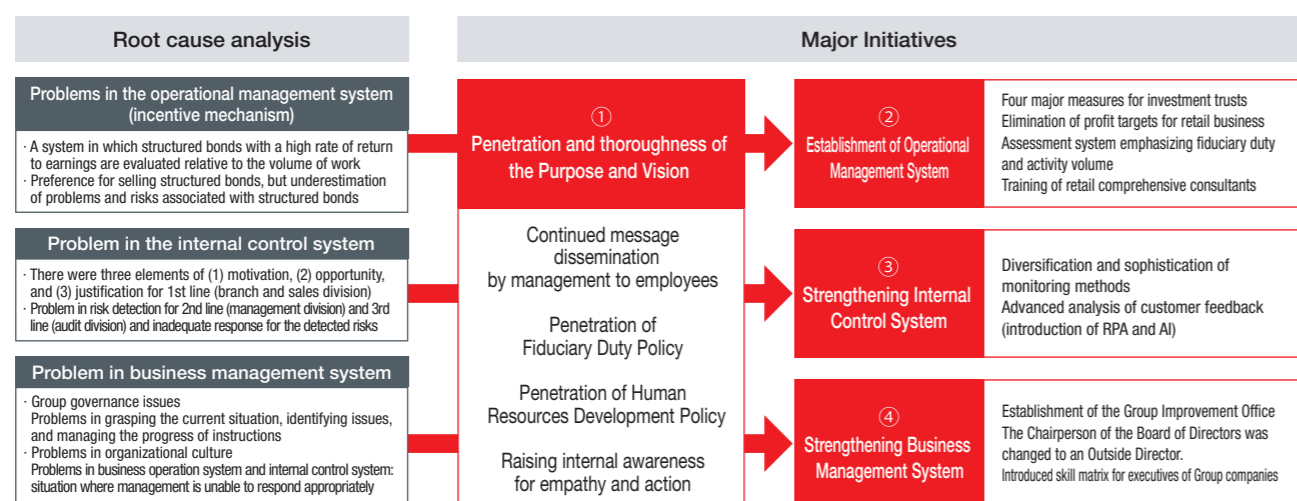 Root cause analysis
Major Initiatives
Problems in the operational management system
(incentive mechanism)
· A system in which structured bonds with a high rate of return
to earnings are evaluated relative to the volume of work
· Preference for selling structured bonds, but underestimation
of problems and risks associated with structured bonds
Problem in the internal control system
· There were three elements of (1) motivation, (2) opportunity,
and (3) justification for 1st line (branch and sales division)
· Problem in risk detection for 2nd line (management division) and 3rd
line (audit division) and inadequate response for the detected risks
Problem in business management system
· Group governance issues
Problems in grasping the current situation, identifying issues,
and managing the progress of instructions
· Problems in organizational culture
Problems in business operation system and internal control system:
situation where management is unable to respond appropriately
①
Penetration and thoroughness of
the Purpose and Vision
Continued message
dissemination
by management to employees
Penetration of
Fiduciary Duty Policy
Penetration of Human
Resources Development Policy
Raising internal awareness
for empathy and action
②
Establishment of Operational
Management System
Four major measures for investment trusts
Elimination of profit targets for retail business
Assessment system emphasizing fiduciary duty
and activity volume
Training of retail comprehensive consultants
③
Strengthening Internal
Control System
Diversification and sophistication of
monitoring methods
Advanced analysis of customer feedback
(introduction of RPA and AI)
④
Strengthening Business
Management System
Establishment of the Group Improvement Office
The Chairperson of the Board of Directors was
changed to an Outside Director.
Introduced skill matrix for executives of Group companies